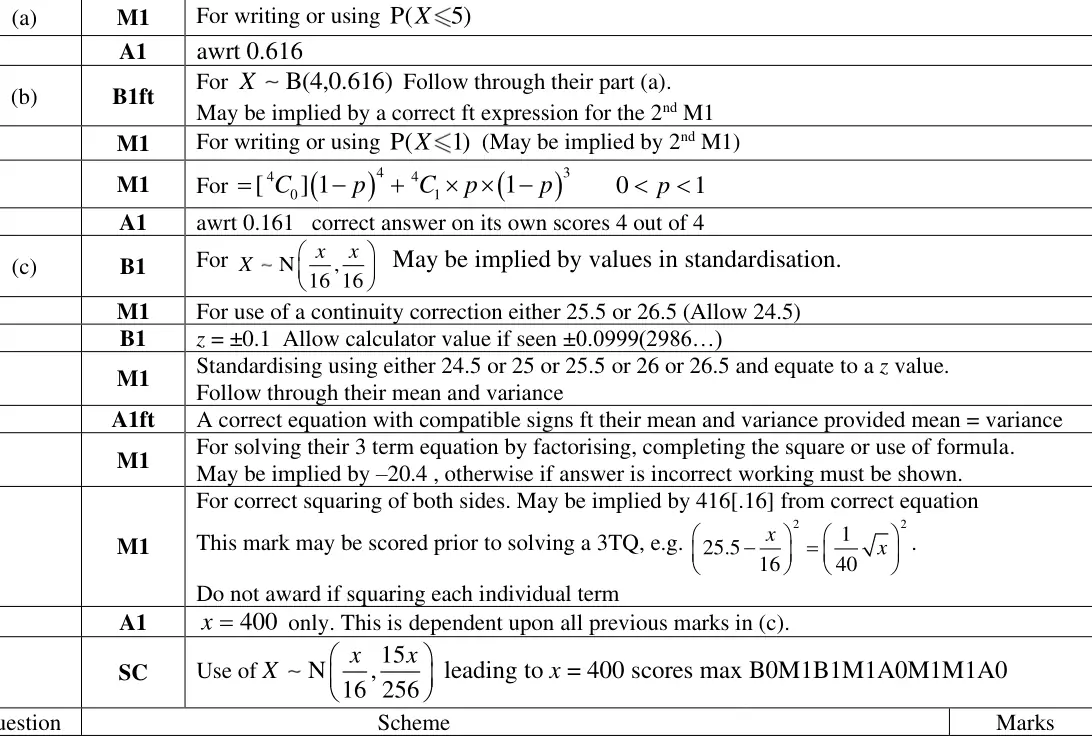 (a) M1 For writing or using P(X⩽5)
A1 awrt 0.616
(b) B1ft For X ~ B(4,0.616) Follow through their part (a).
May be implied by a correct ft expression for the 2nd M1
M1 For writing or using P(X⩽1) (May be implied by 2nd M1)
M1 For =[ ⁴C₀](1−p)⁴ + ⁴C₁×p×(1−p)³ 0 < p < 1
A1 awrt 0.161 correct answer on its own scores 4 out of 4
(c) B1 For X ~ N(x/16, x/16) May be implied by values in standardisation.
M1 For use of a continuity correction either 25.5 or 26.5 (Allow 24.5)
B1 z = ±0.1 Allow calculator value if seen ±0.0999(2986…)
M1 Standardising using either 24.5 or 25 or 25.5 or 26 or 26.5 and equate to a z value.
Follow through their mean and variance
A1ft A correct equation with compatible signs ft their mean and variance provided mean = variance
M1 For solving their 3 term equation by factorising, completing the square or use of formula.
May be implied by –20.4 , otherwise if answer is incorrect working must be shown.
For correct squaring of both sides. May be implied by 416[.16] from correct equation
M1 This mark may be scored prior to solving a 3TQ, e.g. (25.5 − x/16)² = (1/40 √x)².
Do not award if squaring each individual term
A1 x = 400 only. This is dependent upon all previous marks in (c).
SC Use of X ~ N(x/16, 15x/256) leading to x = 400 scores max B0M1B1M1A0M1M1A0
uestion Scheme Marks